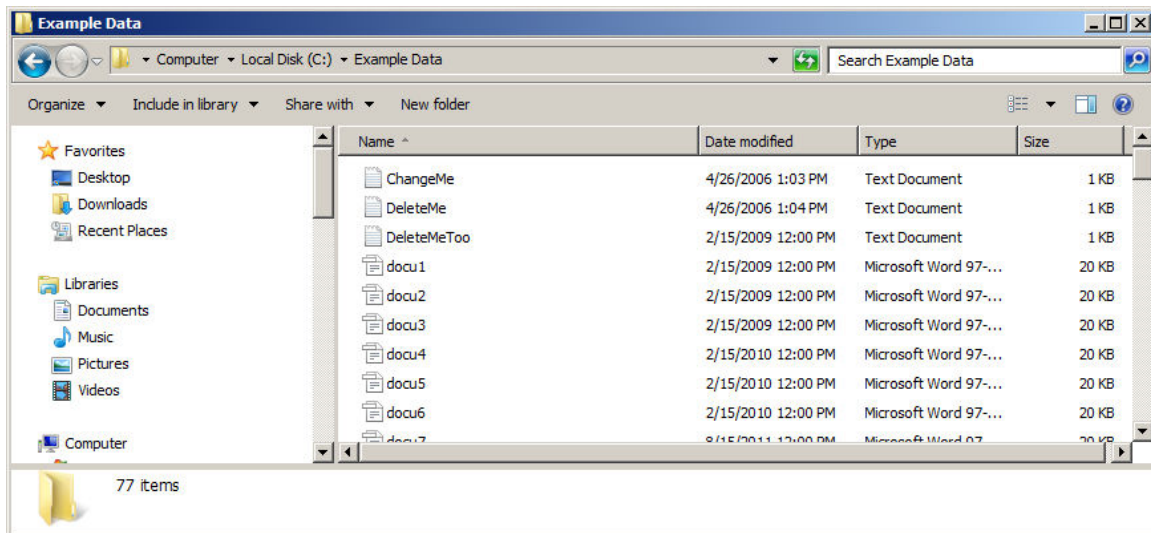 Example Data
Computer Local Disk (C:) Example Data
Search Example Data
Organize Include in library Share with New folder
Favorites
Desktop
Downloads
Recent Places
Libraries
Documents
Music
Pictures
Videos
Computer
Name Date modified Type Size
ChangeMe 4/26/2006 1:03 PM Text Document 1 KB
DeleteMe 4/26/2006 1:04 PM Text Document 1 KB
DeleteMeToo 2/15/2009 12:00 PM Text Document 1 KB
docu1 2/15/2009 12:00 PM Microsoft Word 97-... 20 KB
docu2 2/15/2009 12:00 PM Microsoft Word 97-... 20 KB
docu3 2/15/2009 12:00 PM Microsoft Word 97-... 20 KB
docu4 2/15/2010 12:00 PM Microsoft Word 97-... 20 KB
docu5 2/15/2010 12:00 PM Microsoft Word 97-... 20 KB
docu6 2/15/2010 12:00 PM Microsoft Word 97-... 20 KB
77 items